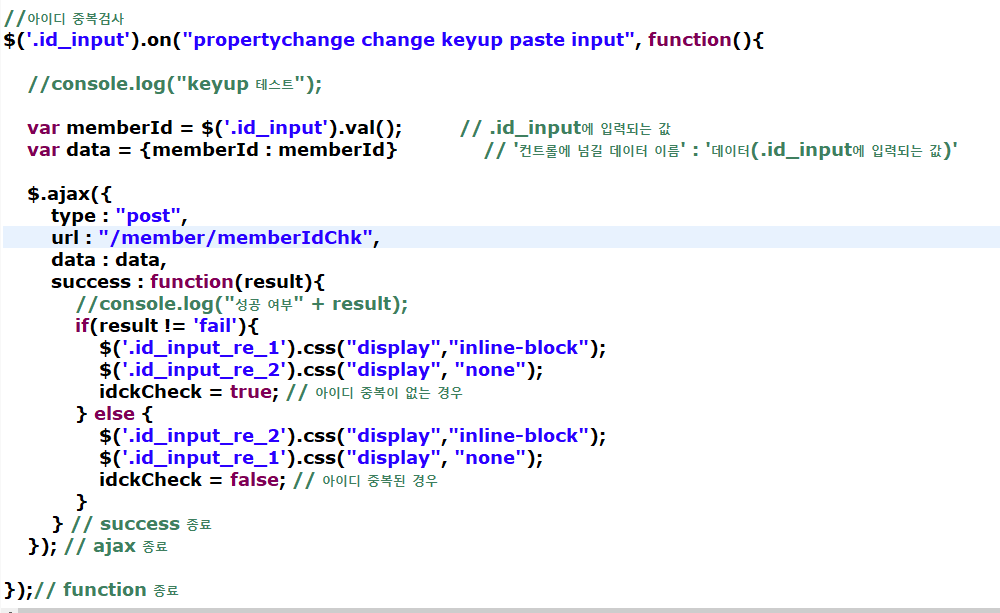 //아이디 중복검사
$('.id_input').on("propertychange change keyup paste input", function(){
//console.log("keyup 테스트");
var memberId = $('.id_input').val(); // .id_input에 입력되는 값
var data = {memberId : memberId} // '컨트롤에 넘길 데이터 이름' : '데이터(.id_input에 입력되는 값)'
$.ajax({
type : "post",
url : "/member/memberIdChk",
data : data,
success : function(result){
//console.log("성공 여부" + result);
if(result != 'fail'){
$('.id_input_re_1').css("display","inline-block");
$('.id_input_re_2').css("display", "none");
idckCheck = true; // 아이디 중복이 없는 경우
} else {
$('.id_input_re_2').css("display","inline-block");
$('.id_input_re_1').css("display", "none");
idckCheck = false; // 아이디 중복된 경우
}
} // success 종료
}); // ajax 종료
});// function 종료